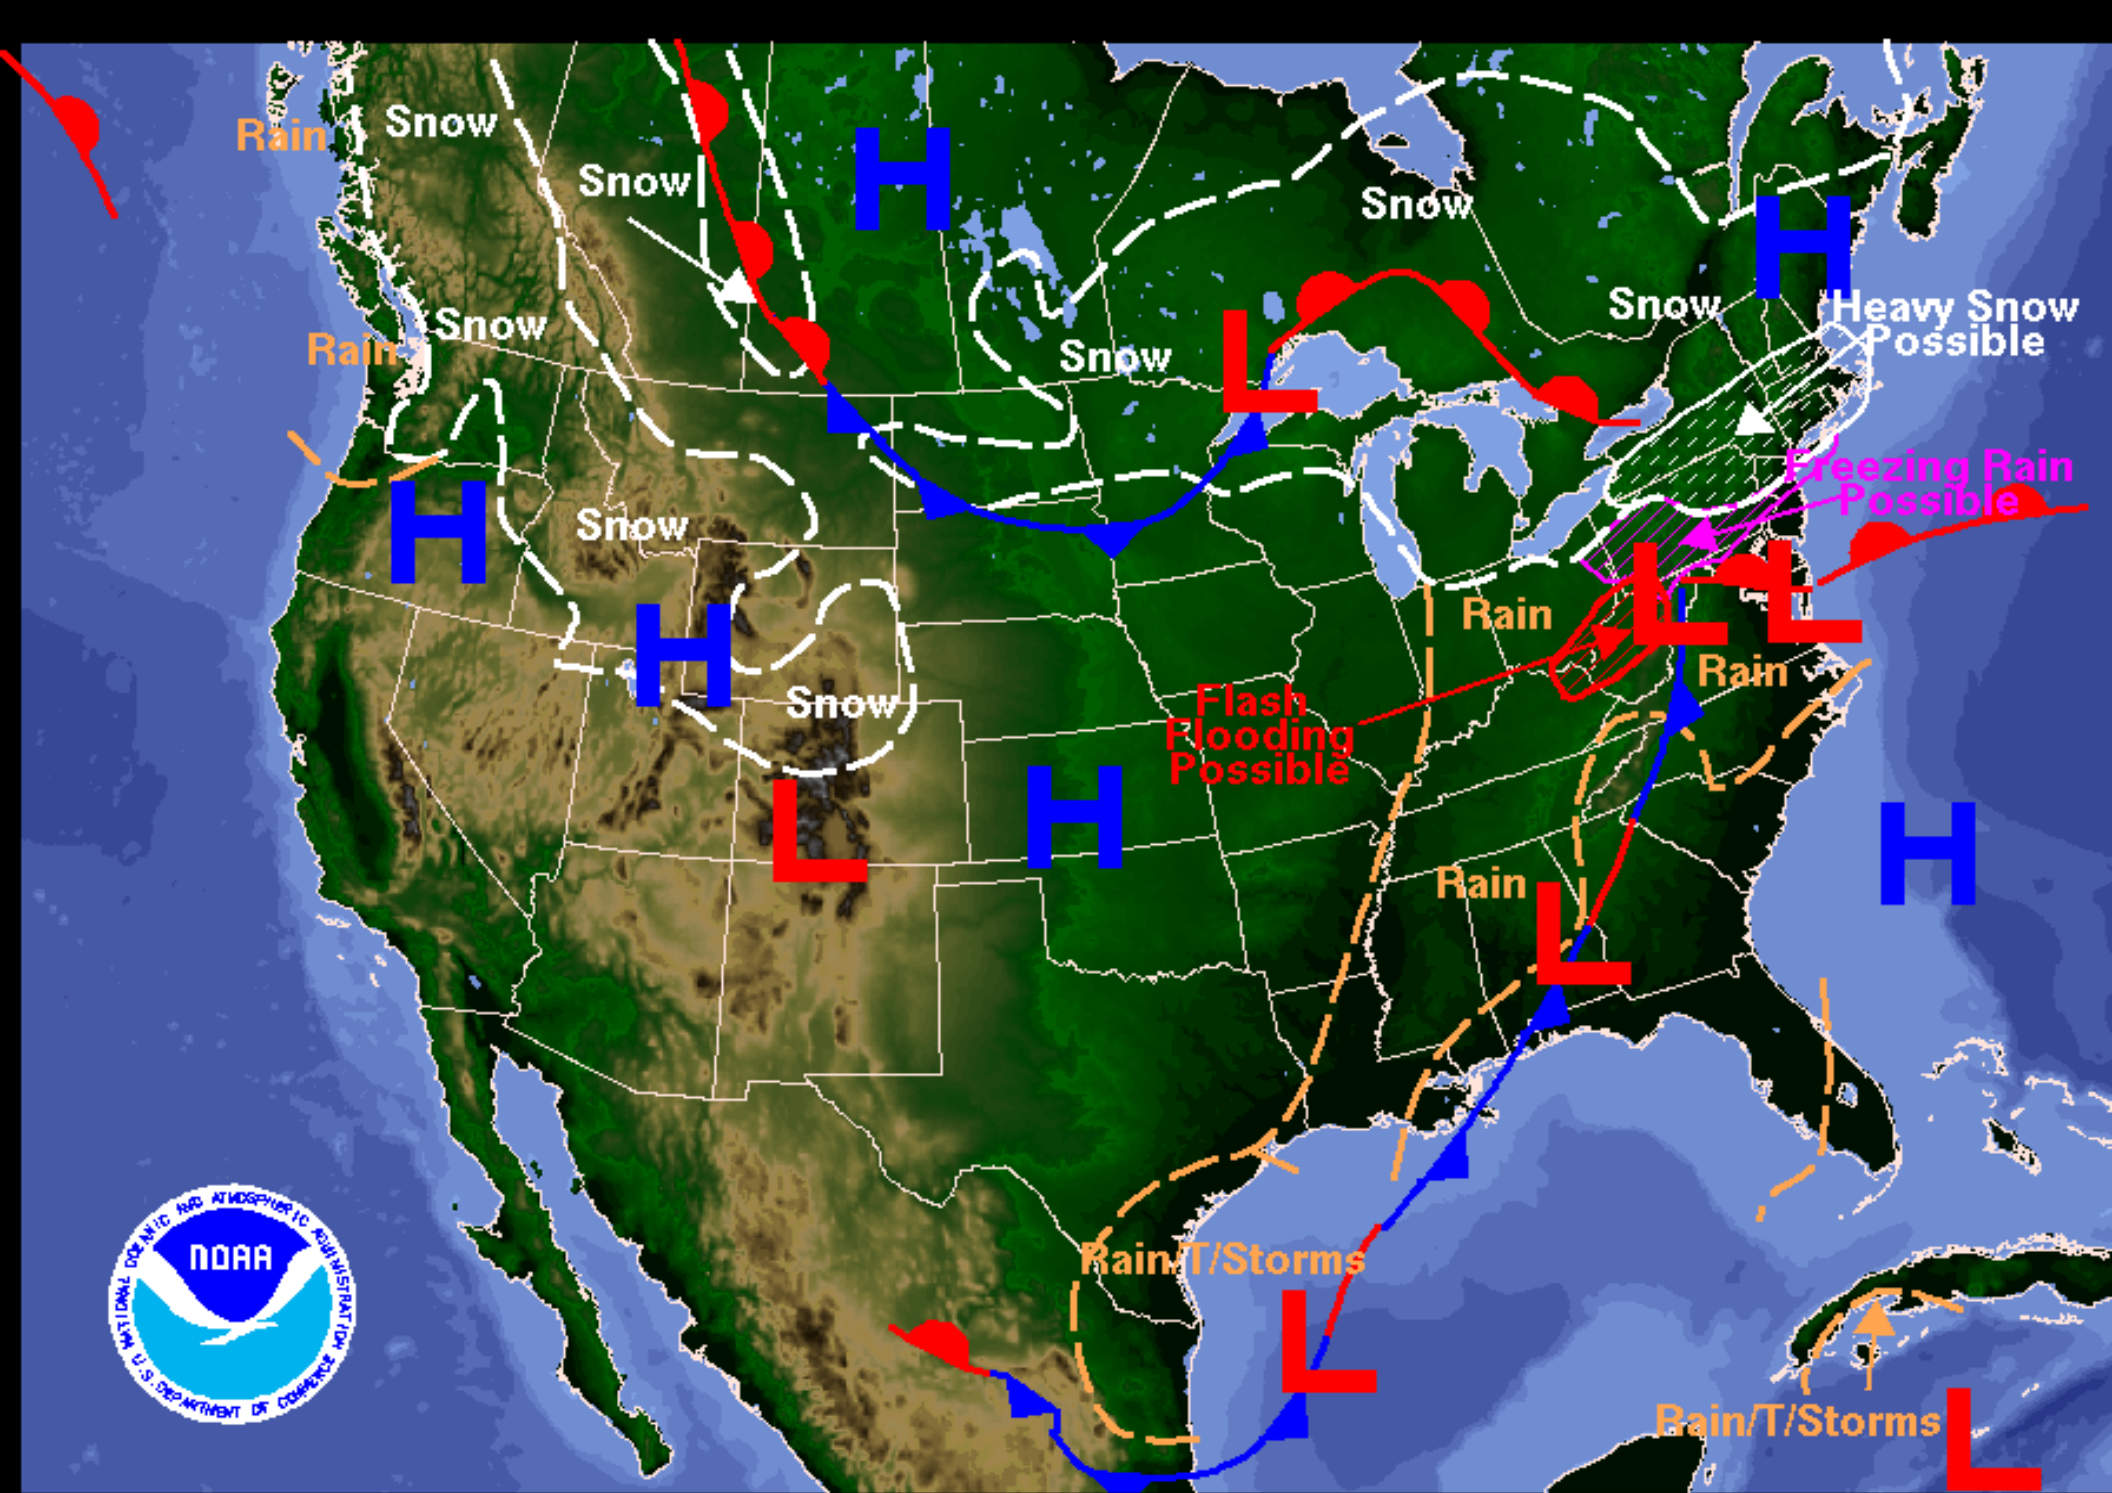 Rain
Snow
Snow
H
Snow
Snow
H
Snow
Heavy Snow
Possible
Rain
Snow
Snow
L
Freezing Rain
Possible
H
Snow
H
Rain
L
L
Rain
Flash
Flooding
Possible
Snow
L
H
H
Rain
L
Rain/T/Storms
L
Rain/T/Storms
L
NOAA
NATIONAL OCEANIC AND ATMOSPHERIC ADMINISTRATION
U.S. DEPARTMENT OF COMMERCE